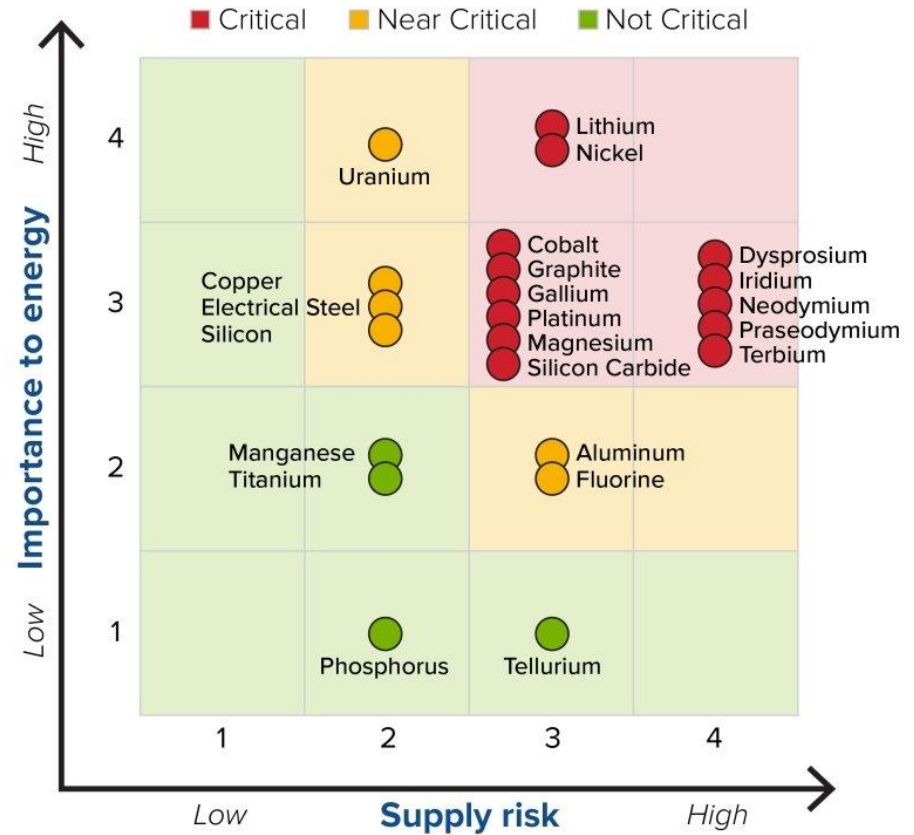 Critical Near Critical Not Critical
High
Importance to energy
Low
4
3
2
1
Uranium
Lithium
Nickel
Copper
Electrical Steel
Silicon
Cobalt
Graphite
Gallium
Platinum
Magnesium
Silicon Carbide
Dysprosium
Iridium
Neodymium
Praseodymium
Terbium
Manganese
Titanium
Aluminum
Fluorine
Phosphorus
Tellurium
1 2 3 4
Low Supply risk High